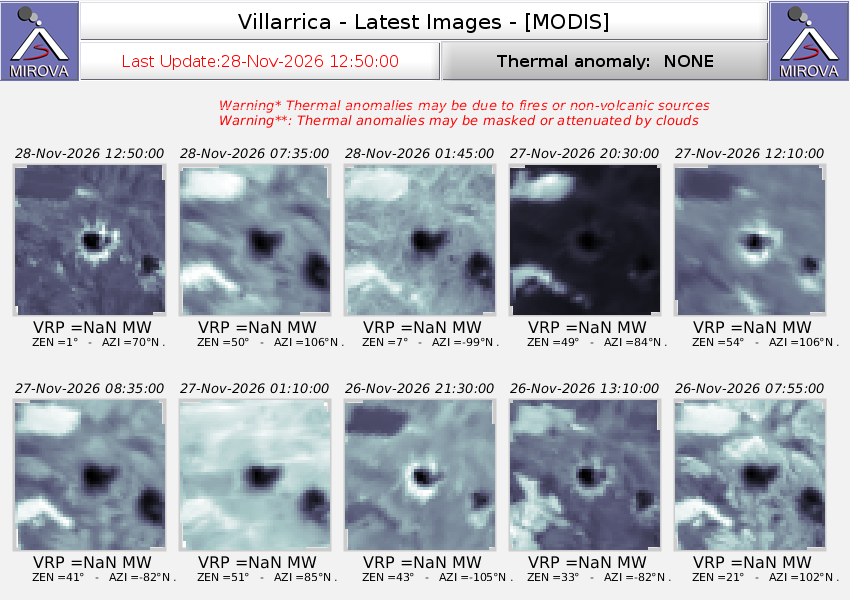 Villarrica - Latest Images - [MODIS]
MIROVA
Last Update:28-Nov-2026 12:50:00
Thermal anomaly: NONE
MIROVA
Warning* Thermal anomalies may be due to fires or non-volcanic sources
Warning**: Thermal anomalies may be masked or attenuated by clouds
28-Nov-2026 12:50:00
28-Nov-2026 07:35:00
28-Nov-2026 01:45:00
27-Nov-2026 20:30:00
27-Nov-2026 12:10:00
VRP =NaN MW
VRP =NaN MW
VRP =NaN MW
VRP =NaN MW
VRP =NaN MW
ZEN =1° - AZI =70°N .
ZEN =50° - AZI =106°N .
ZEN =7° - AZI =-99°N .
ZEN =49° - AZI =84°N .
ZEN =54° - AZI =106°N .
27-Nov-2026 08:35:00
27-Nov-2026 01:10:00
26-Nov-2026 21:30:00
26-Nov-2026 13:10:00
26-Nov-2026 07:55:00
VRP =NaN MW
VRP =NaN MW
VRP =NaN MW
VRP =NaN MW
VRP =NaN MW
ZEN =41° - AZI =-82°N .
ZEN =51° - AZI =85°N .
ZEN =43° - AZI =-105°N .
ZEN =33° - AZI =-82°N .
ZEN =21° - AZI =102°N .